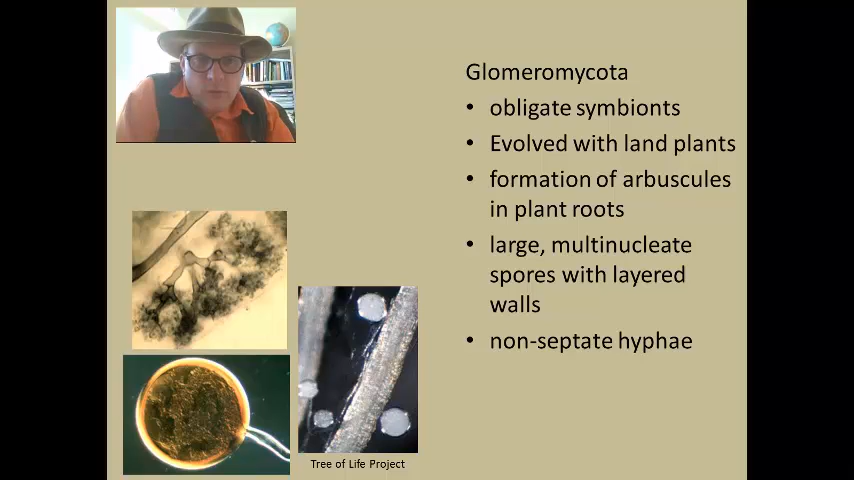 Glomeromycota
• obligate symbionts
• Evolved with land plants
• formation of arbuscules
in plant roots
• large, multinucleate
spores with layered
walls
• non-septate hyphae
Tree of Life Project